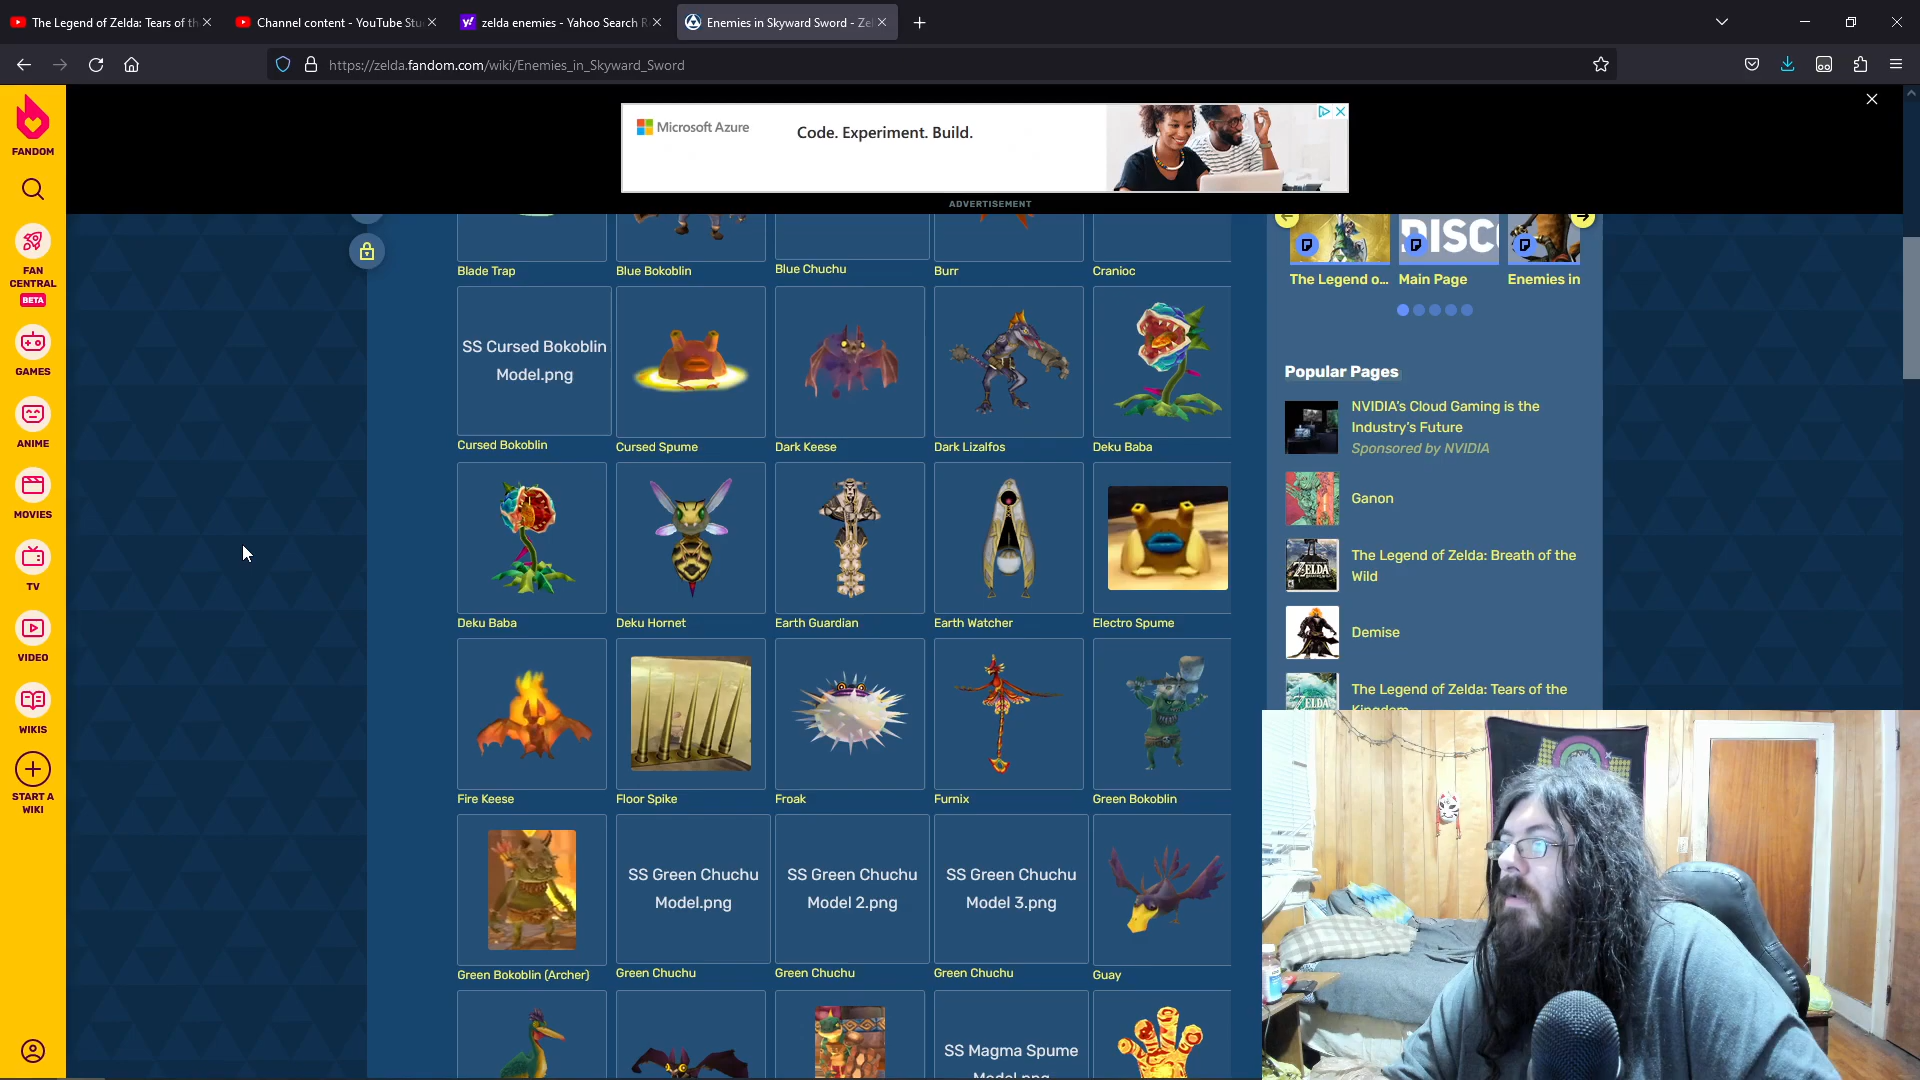 The Legend of Zelda: Tears of th
Channel content - YouTube Stu
zelda enemies - Yahoo Search R
Enemies in Skyward Sword - Zel
https://zelda.fandom.com/wiki/Enemies_in_Skyward_Sword
FANDOM
FAN
CENTRAL
BETA
GAMES
ANIME
MOVIES
TV
VIDEO
WIKIS
START A
WIKI
Microsoft Azure
Code. Experiment. Build.
ADVERTISEMENT
Blade Trap
Blue Bokoblin
Blue Chuchu
Burr
Cranioc
SS Cursed Bokoblin
Model.png
Cursed Bokoblin
Cursed Spume
Dark Keese
Dark Lizalfos
Deku Baba
Deku Baba
Deku Hornet
Earth Guardian
Earth Watcher
Electro Spume
Fire Keese
Floor Spike
Froak
Furnix
Green Bokoblin
SS Green Chuchu
Model.png
SS Green Chuchu
Model 2.png
SS Green Chuchu
Model 3.png
Green Bokoblin (Archer)
Green Chuchu
Green Chuchu
Green Chuchu
Guay
SS Magma Spume
Model.png
DISC
The Legend o...
Main Page
Enemies in
Popular Pages
NVIDIA's Cloud Gaming is the
Industry's Future
Sponsored by NVIDIA
Ganon
The Legend of Zelda: Breath of the
Wild
ZELDA
Demise
The Legend of Zelda: Tears of the
Kingdom
ZELDA